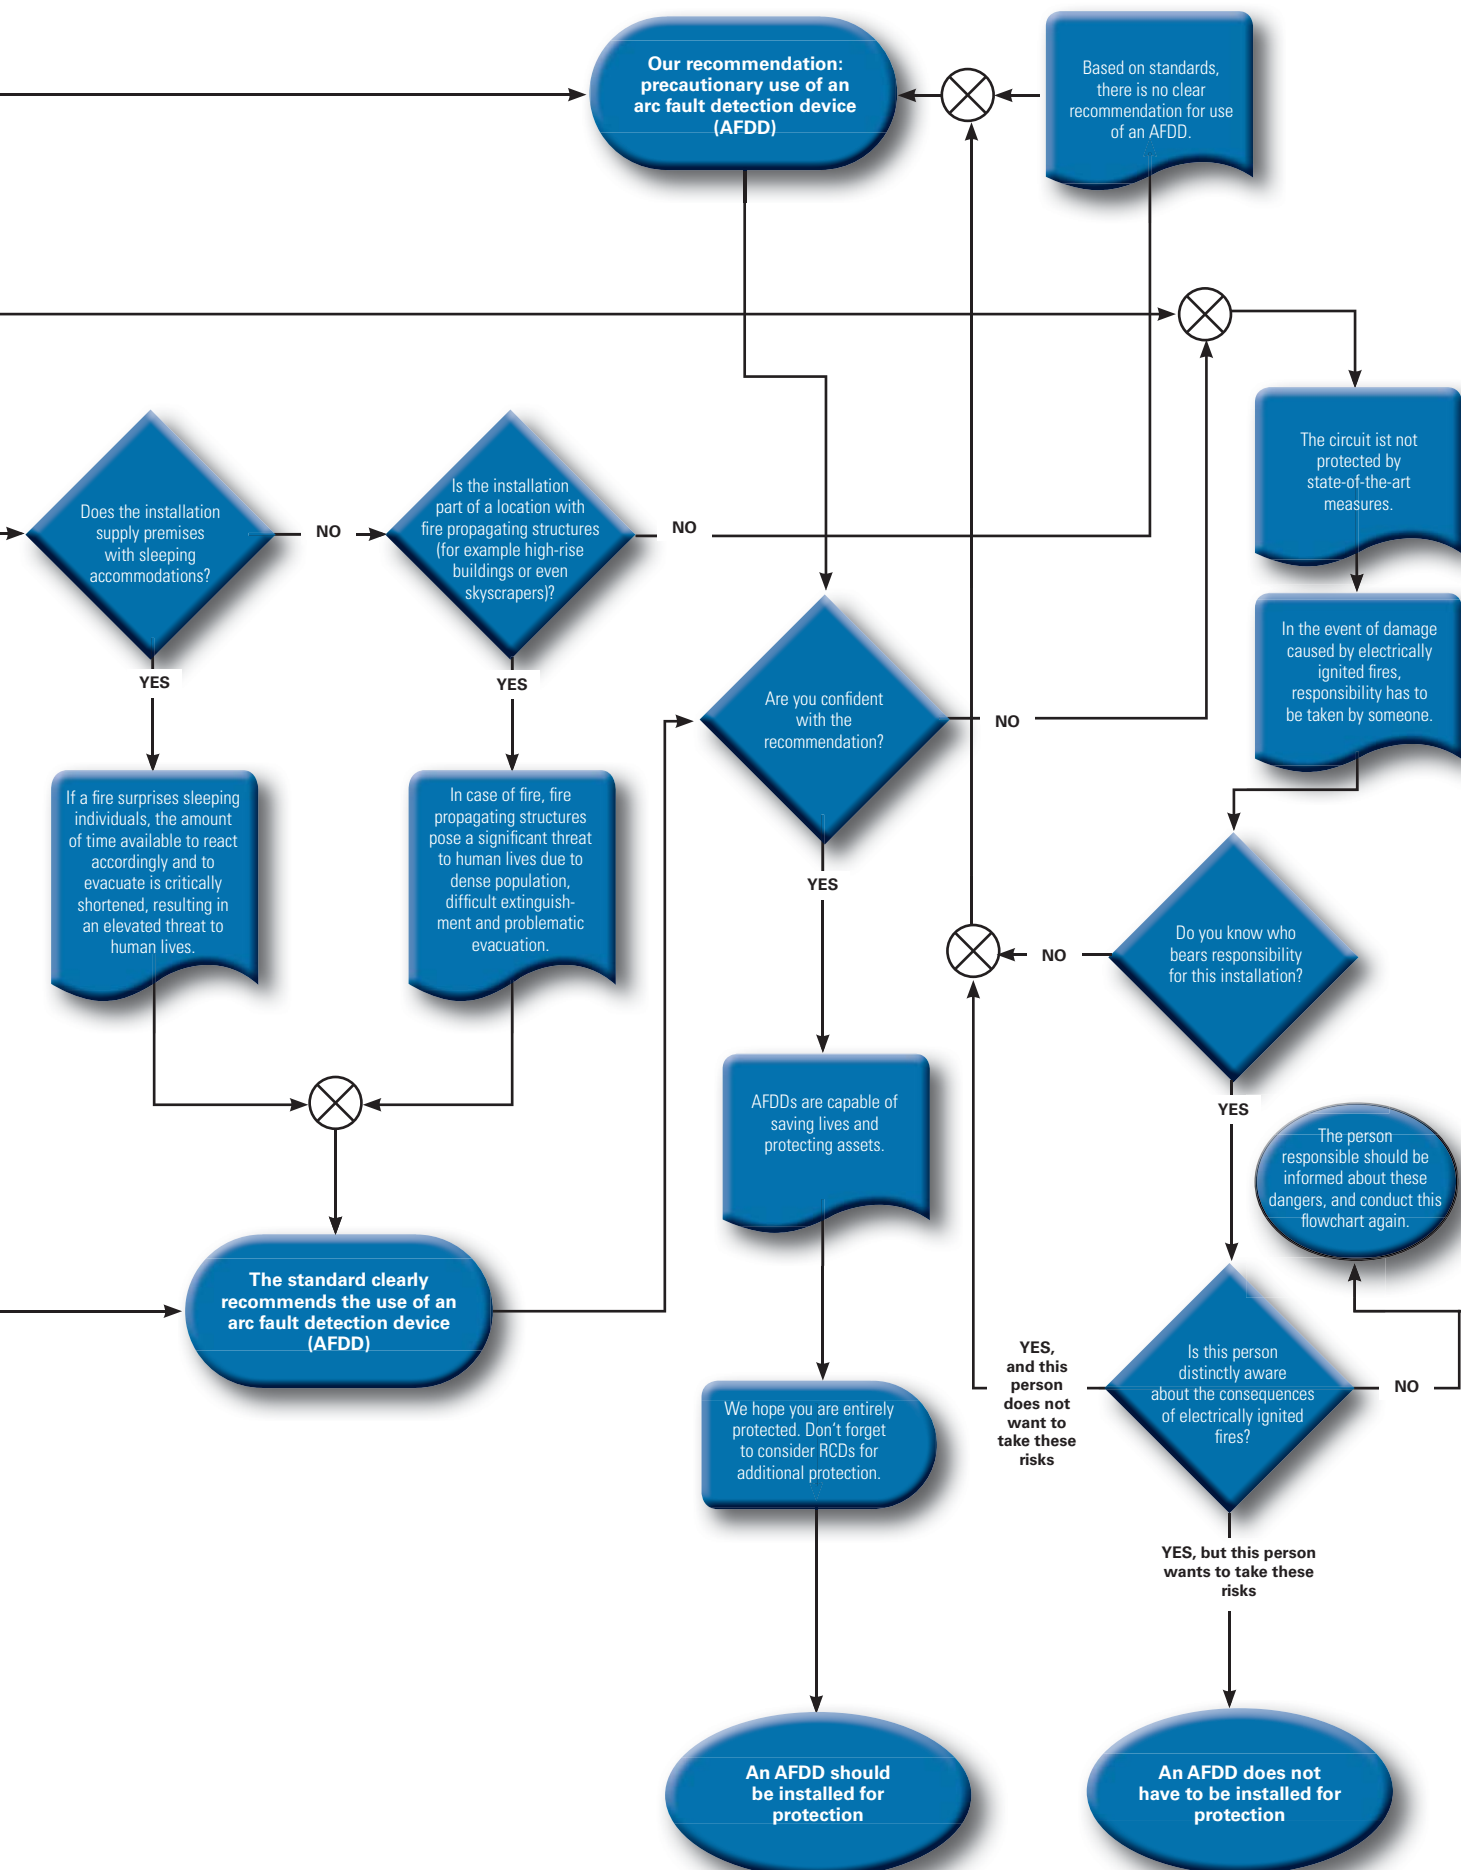 Our recommendation:
precautionary use of an
arc fault detection device
(AFDD)
Based on standards,
there is no clear
recommendation for use
of an AFDD.
Does the installation
supply premises
with sleeping
accommodations?
NO
Is the installation
part of a location with
fire propagating structures
(for example high-rise
buildings or even
skyscrapers)?
NO
The circuit ist not
protected by
state-of-the-art
measures.
YES
YES
Are you confident
with the
recommendation?
NO
In the event of damage
caused by electrically
ignited fires,
responsibility has to
be taken by someone.
If a fire surprises sleeping
individuals, the amount
of time available to react
accordingly and to
evacuate is critically
shortened, resulting in
an elevated threat to
human lives.
In case of fire, fire
propagating structures
pose a significant threat
to human lives due to
dense population,
difficult extinguish-
ment and problematic
evacuation.
YES
NO
Do you know who
bears responsibility
for this installation?
AFDDs are capable of
saving lives and
protecting assets.
YES
The person
responsible should be
informed about these
dangers, and conduct this
flowchart again.
The standard clearly
recommends the use of an
arc fault detection device
(AFDD)
YES,
and this
person
does not
want to
take these
risks
Is this person
distinctly aware
about the consequences
of electrically ignited
fires?
NO
We hope you are entirely
protected. Don't forget
to consider RCDs for
additional protection.
YES, but this person
wants to take these
risks
An AFDD should
be installed for
protection
An AFDD does not
have to be installed for
protection